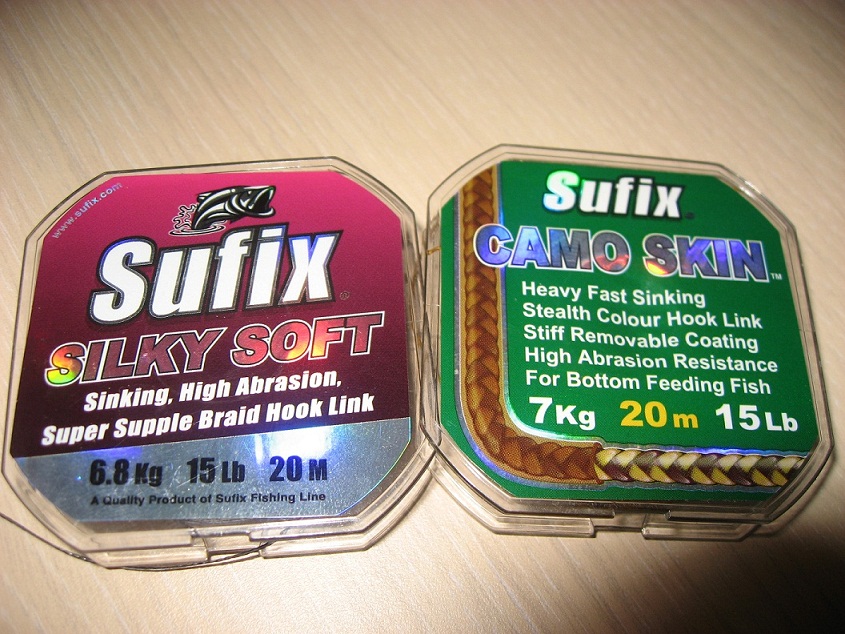 www.sufix.com
Sufix
SILKY SOFT
Sinking, High Abrasion,
Super Supple Braid Hook Link
6.8 Kg 15 Lb 20 M
A Quality Product of Sufix Fishing Line
Sufix
CAMO SKIN™
Heavy Fast Sinking
Stealth Colour Hook Link
Stiff Removable Coating
High Abrasion Resistance
For Bottom Feeding Fish
7Kg 20m 15Lb